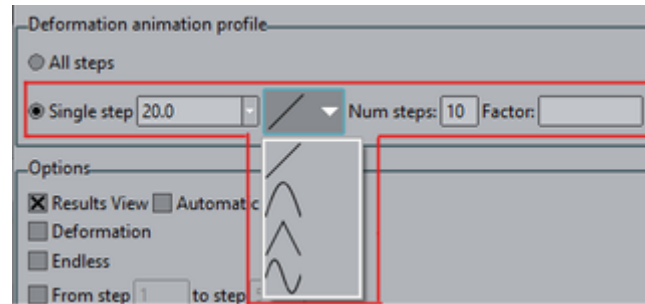 Deformation animation profile
All steps
Single step 20.0 Num steps: 10 Factor:
Options
Results View Automatic
Deformation
Endless
From step 1 to step